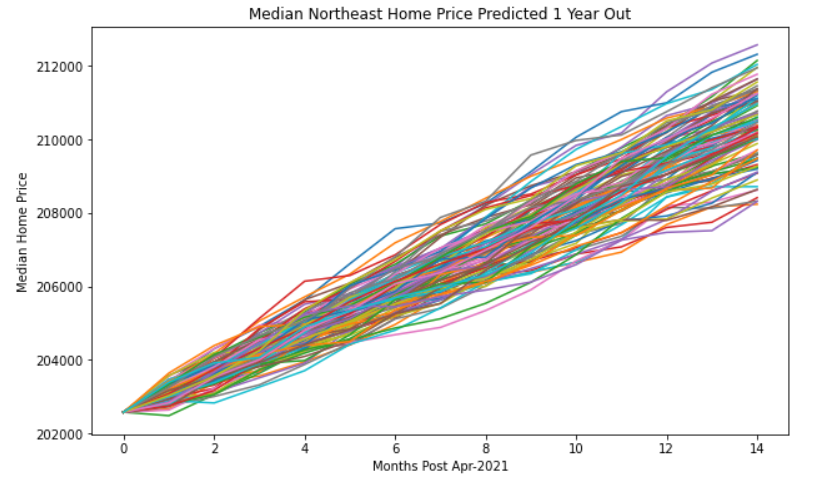 Median Northeast Home Price Predicted 1 Year Out
212000
210000
208000
206000
204000
202000
Median Home Price
0 2 4 6 8 10 12 14
Months Post Apr-2021